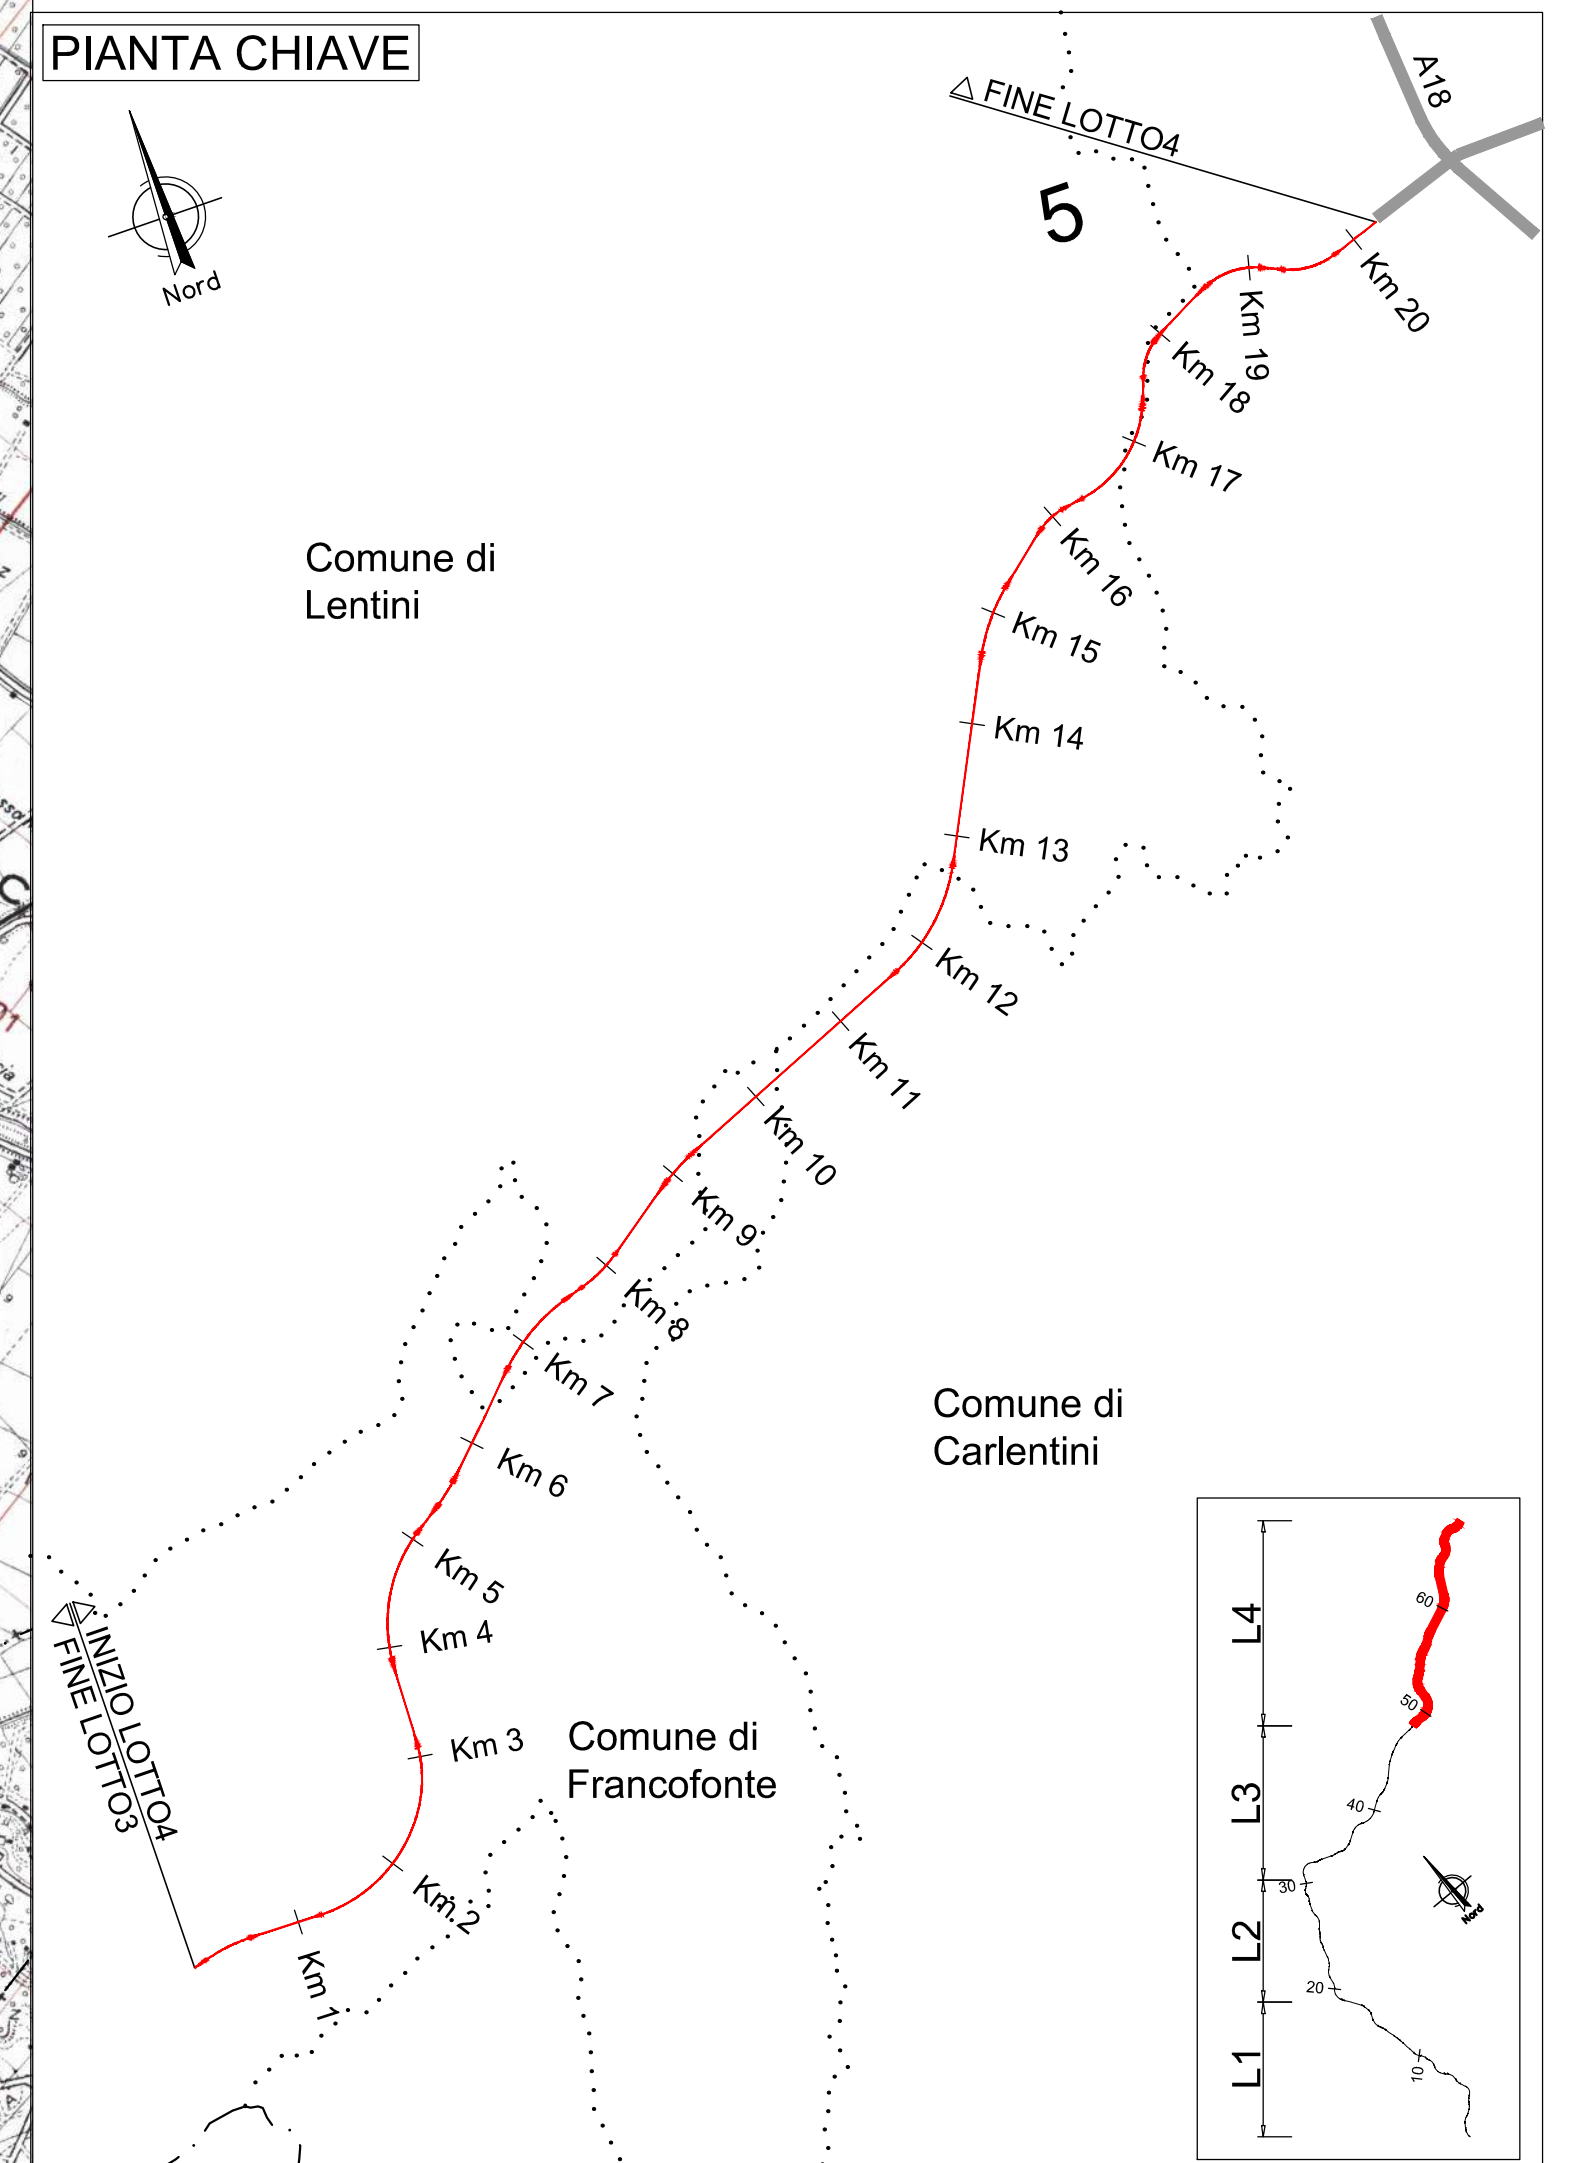 PIANTA CHIAVE
A18
FINE LOTTO4
5
Nord
Km 20
Km 19
Km 18
Km 17
Comune di
Lentini
Km 16
Km 15
Km 14
Km 13
Km 12
Km 11
Km 10
Km 9
Km 8
Km 7
Comune di
Carlentini
Km 6
Km 5
Km 4
INIZIO LOTTO4
FINE LOTTO3
Km 3
Comune di
Francofonte
Km 2
Km 1
L4
60
50
L3
40
30
Nord
L2
20
L1
10